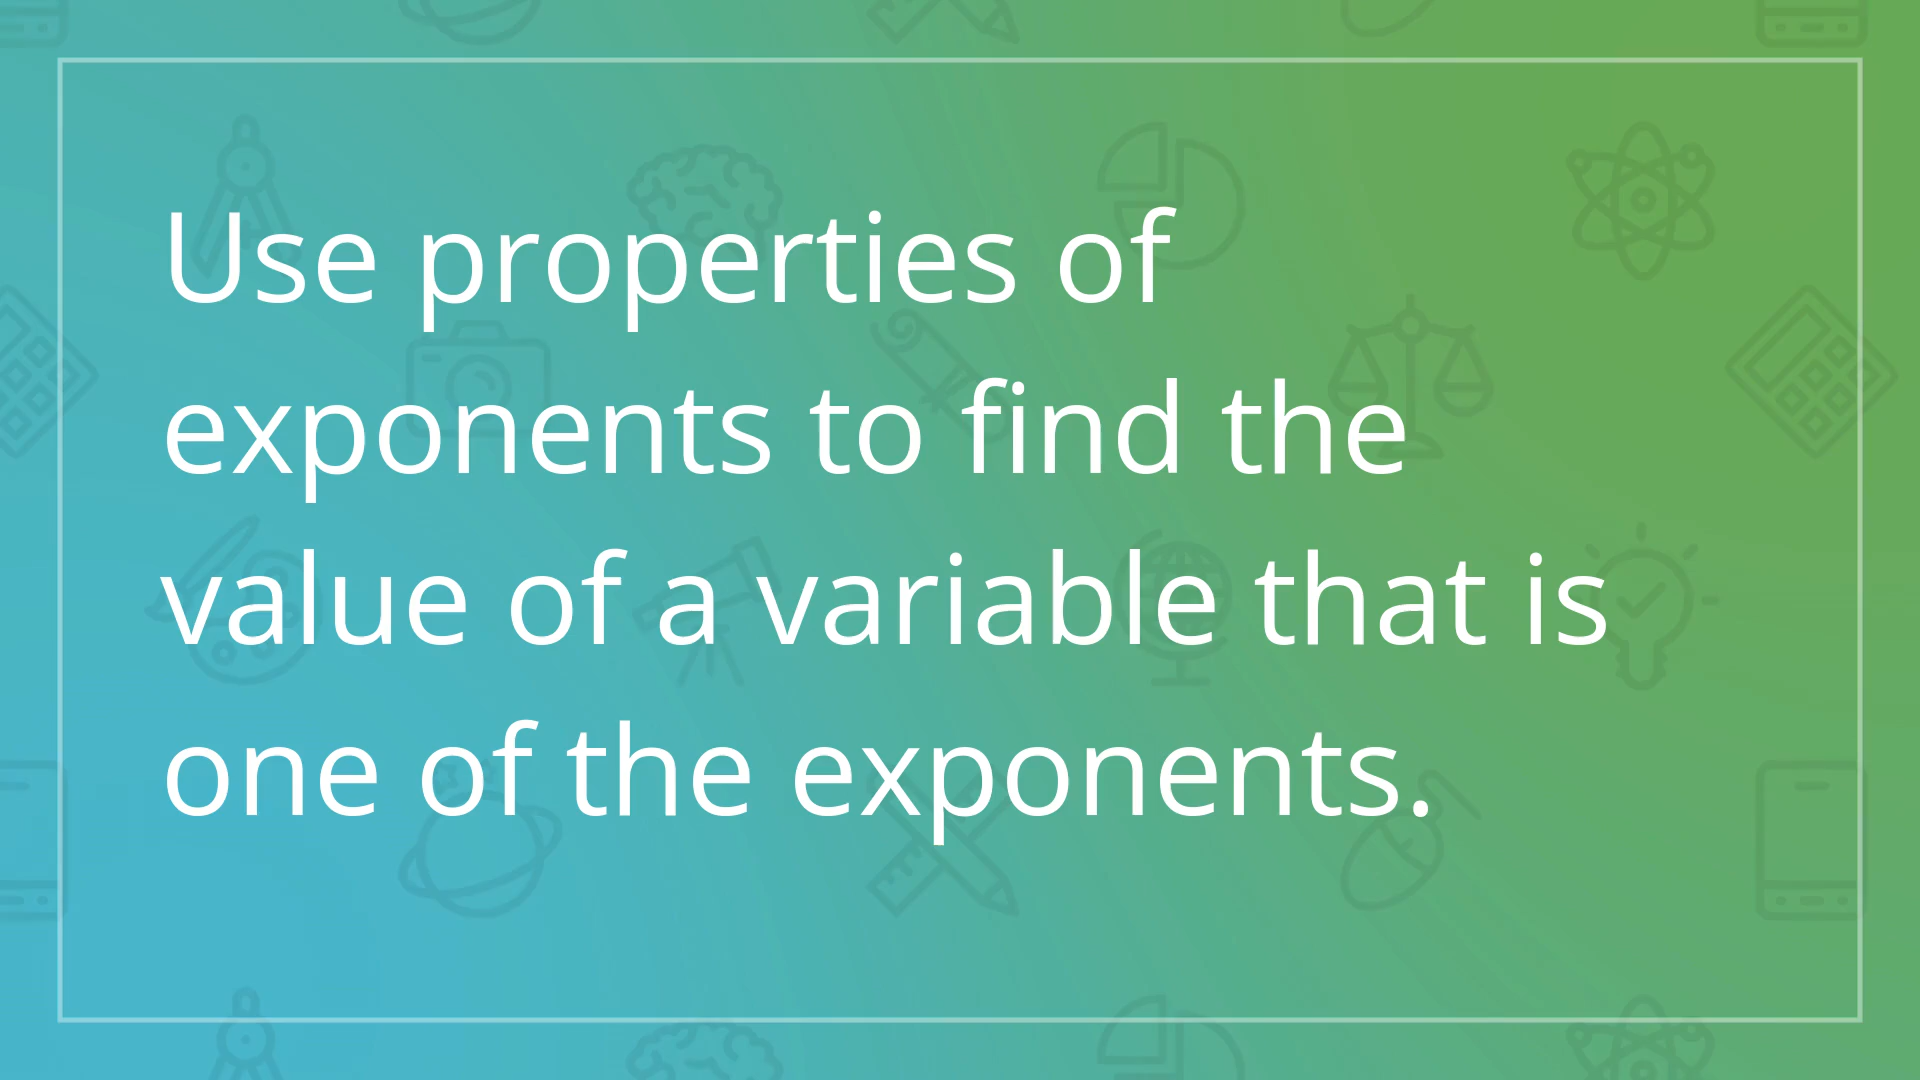 Use properties of
exponents to find the
value of a variable that is
one of the exponents.